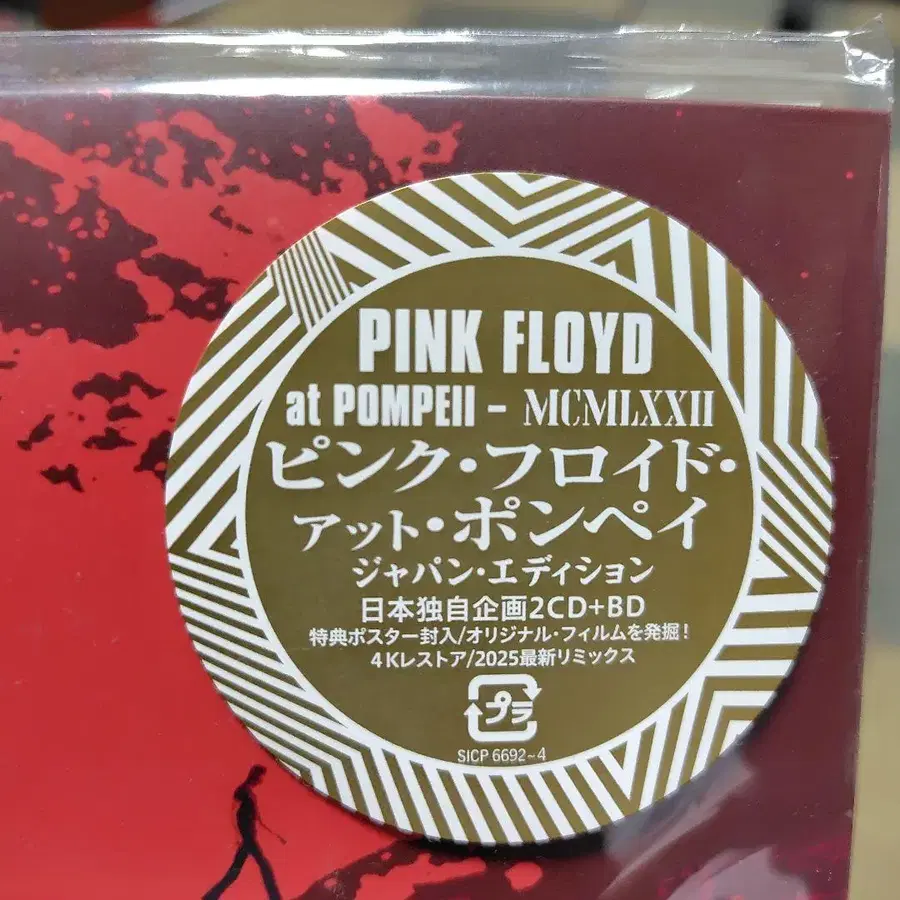 PINK FLOYD
at POMPEII – MCMLXXII
ピンク・フロイド・
アット・ポンペイ
ジャパン・エディション
日本独自企画2CD+BD
特典ポスター封入/オリジナル・フィルムを発掘!
4Kレストア/2025最新リミックス
プラ
SICP 6692~4